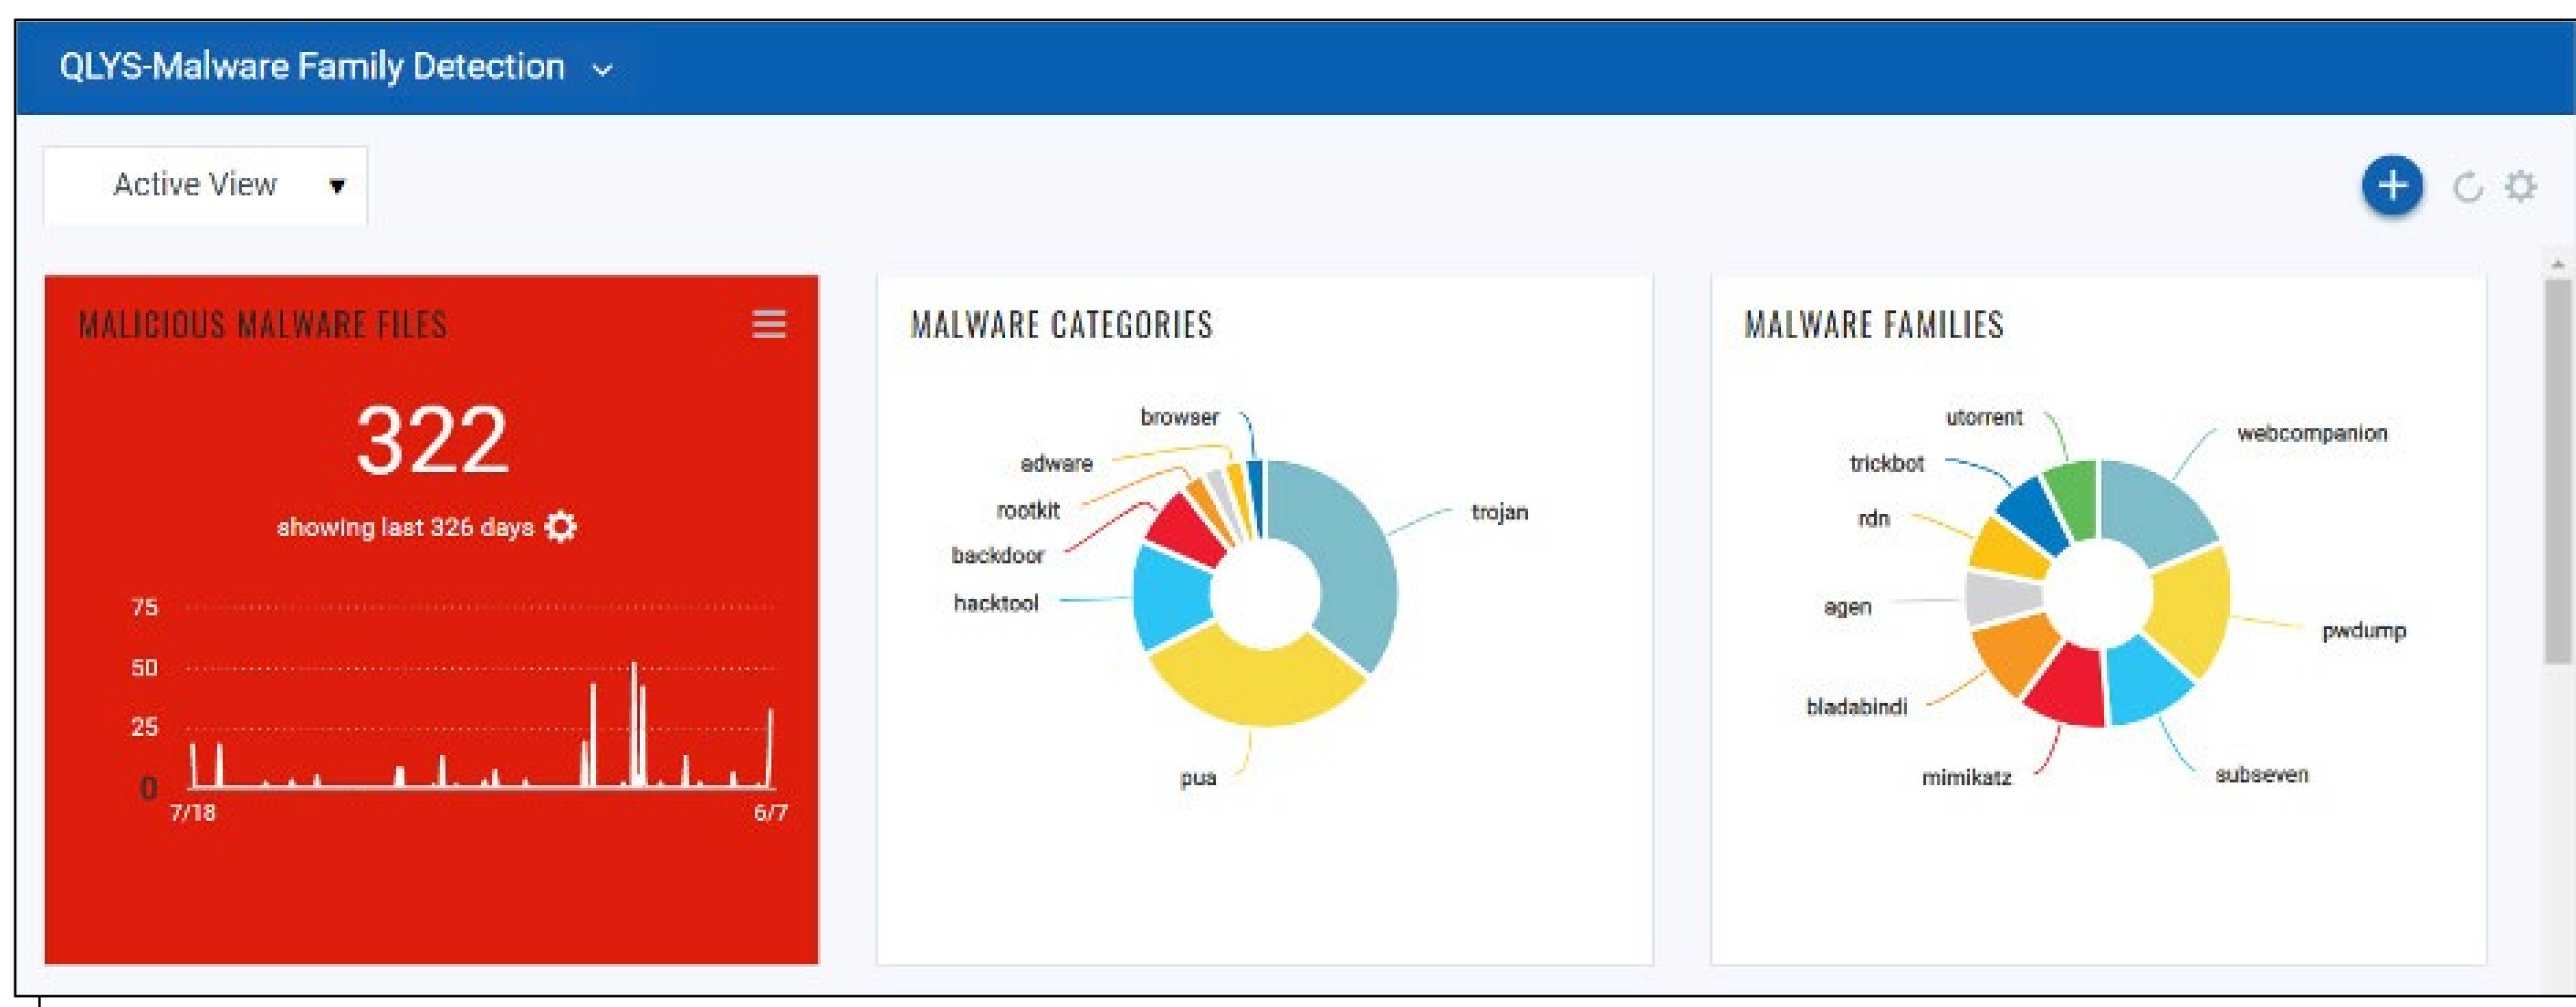 QLYS-Malware Family Detection
Active View
MALICIOUS MALWARE FILES
322
showing last 326 days
75
50
25
0
7/18
6/7
MALWARE CATEGORIES
browser
adware
rootkit
backdoor
hacktool
trojan
pua
MALWARE FAMILIES
utorrent
webcompanion
trickbot
rdn
agen
pwdump
bladabindi
mimikatz
subseven